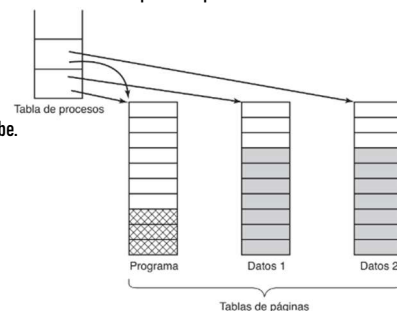 Tabla de procesos
be.
Programa
Datos 1
Datos 2
Tablas de páginas